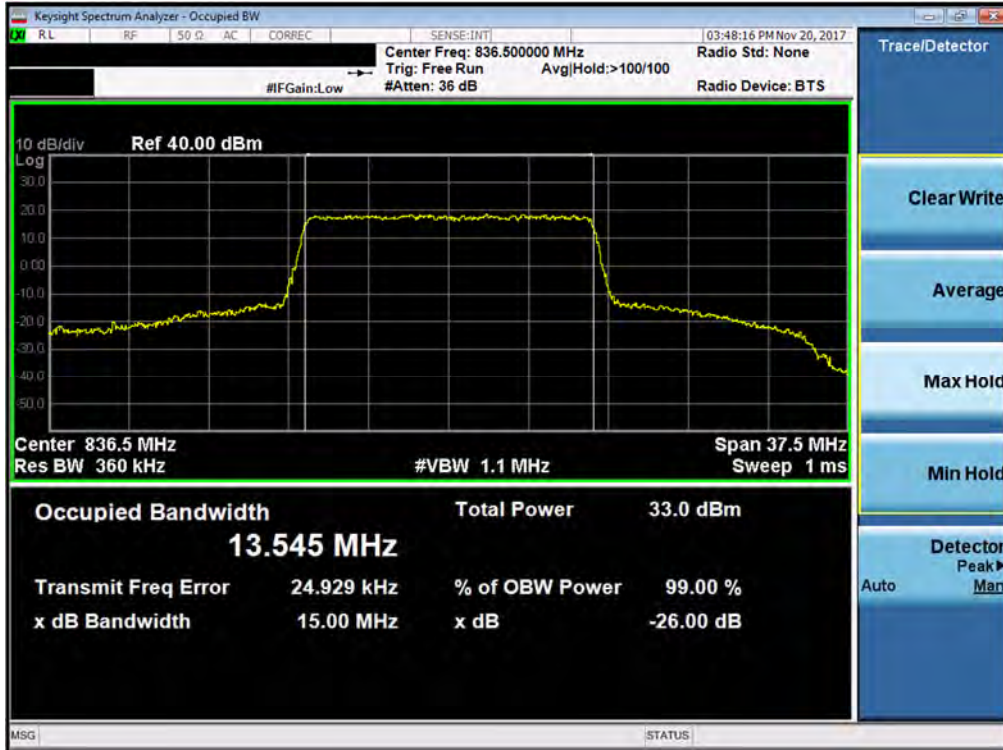 Keysight Spectrum Analyzer - Occupied BW
LXI RL RF 50 Ω AC CORREC SENSE:INT 03:48:16 PM Nov 20, 2017
Center Freq: 836.500000 MHz Radio Std: None
Trig: Free Run Avg|Hold:>100/100
#IFGain:Low #Atten: 36 dB Radio Device: BTS
Trace/Detector
10 dB/div Ref 40.00 dBm
Log
30.0
20.0
10.0
0.00
-10.0
-20.0
-30.0
-40.0
-50.0
Center 836.5 MHz Span 37.5 MHz
Res BW 360 kHz #VBW 1.1 MHz Sweep 1 ms
Occupied Bandwidth Total Power 33.0 dBm
13.545 MHz
Transmit Freq Error 24.929 kHz % of OBW Power 99.00 %
x dB Bandwidth 15.00 MHz x dB -26.00 dB
Clear Write
Average
Max Hold
Min Hold
Detector
Peak▶
Auto Man
MSG STATUS